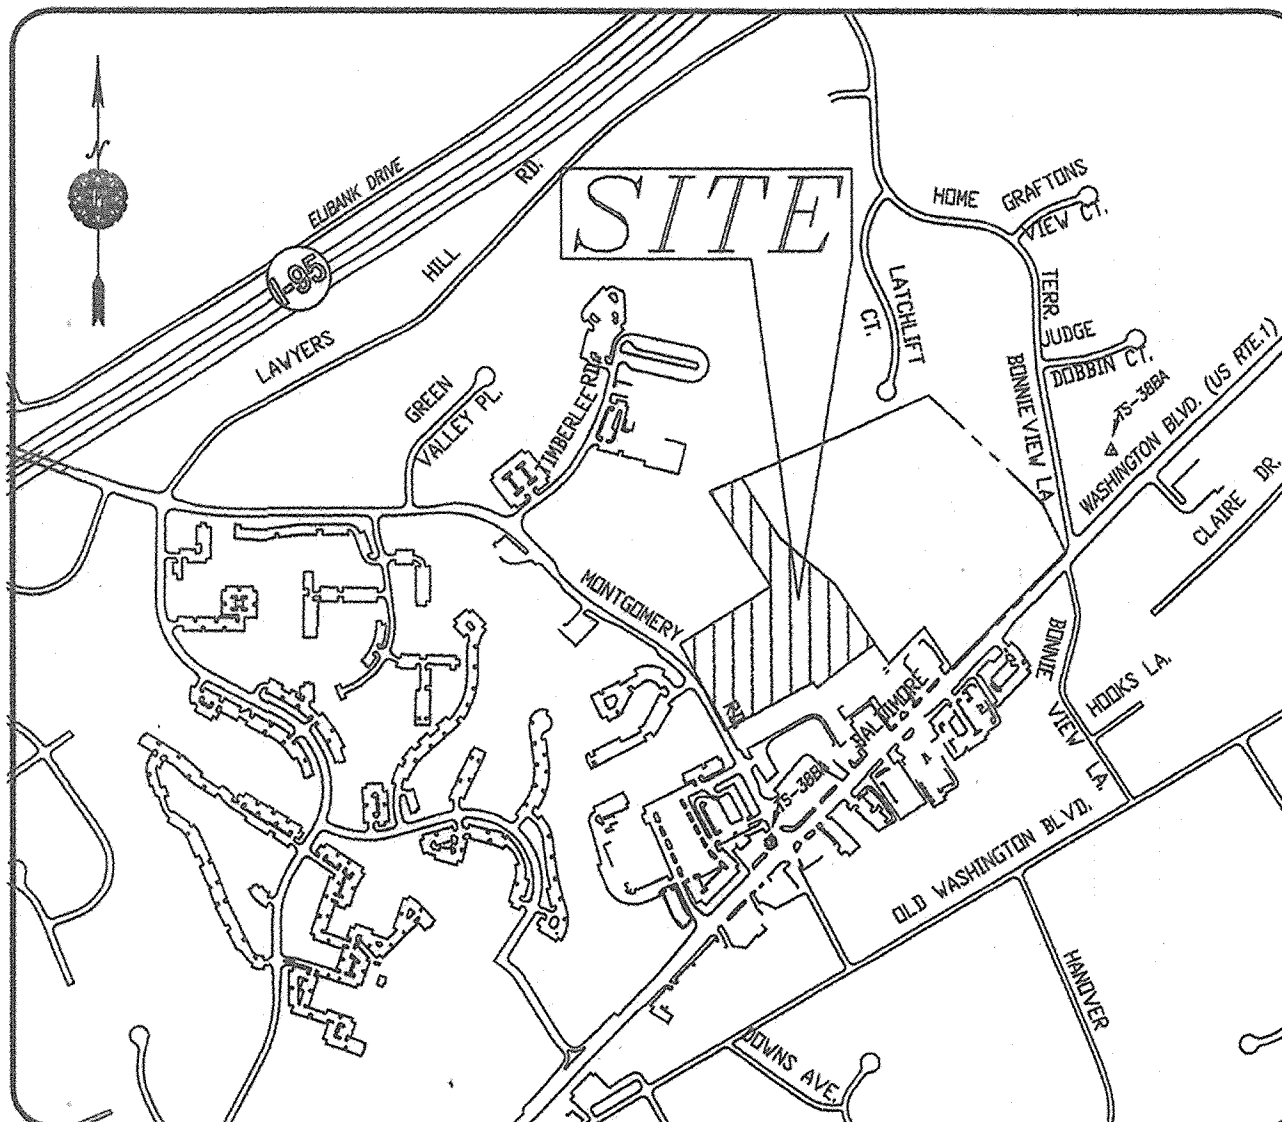 N
ELIBANK DRIVE
I-95
LAWYERS
HILL
RD.
SITE
HOME
GRAFTONS
VIEW CT.
TERR.
LATCHLIFT
CT.
JUDGE
DOBBIN CT.
BONNIE VIEW LA.
TS-38BA
WASHINGTON BLVD. (US RTE.1)
CLAIRE DR.
GREEN
VALLEY PL.
TIMBERLEE RD.
MONTGOMERY
RD.
BALTIMORE
TS-38BA
BONNIE
VIEW
LA.
HOOKS LA.
OLD WASHINGTON BLVD.
HANOVER
DOWNS AVE.